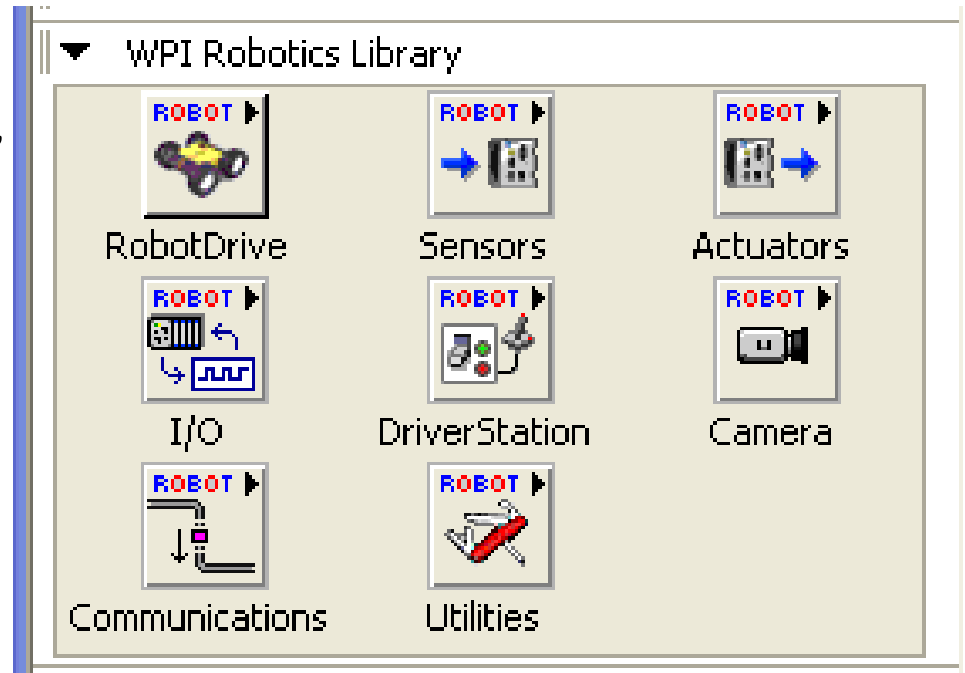 WPI Robotics Library
ROBOT ROBOT ROBOT
RobotDrive Sensors Actuators
ROBOT ROBOT ROBOT
I/O DriverStation Camera
ROBOT ROBOT
Communications Utilities